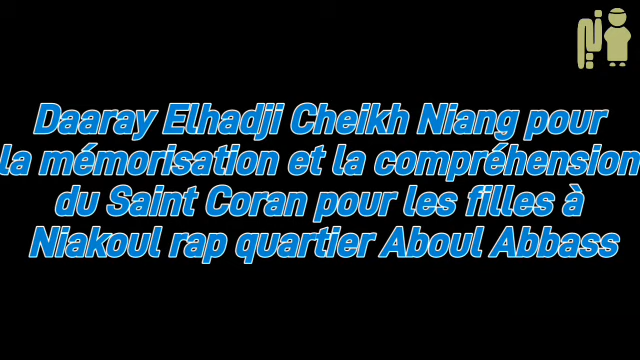 Daaray Elhadji Cheikh Niang pour
la mémorisation et la compréhension
du Saint Coran pour les filles à
Niakoul rap quartier Aboul Abbass